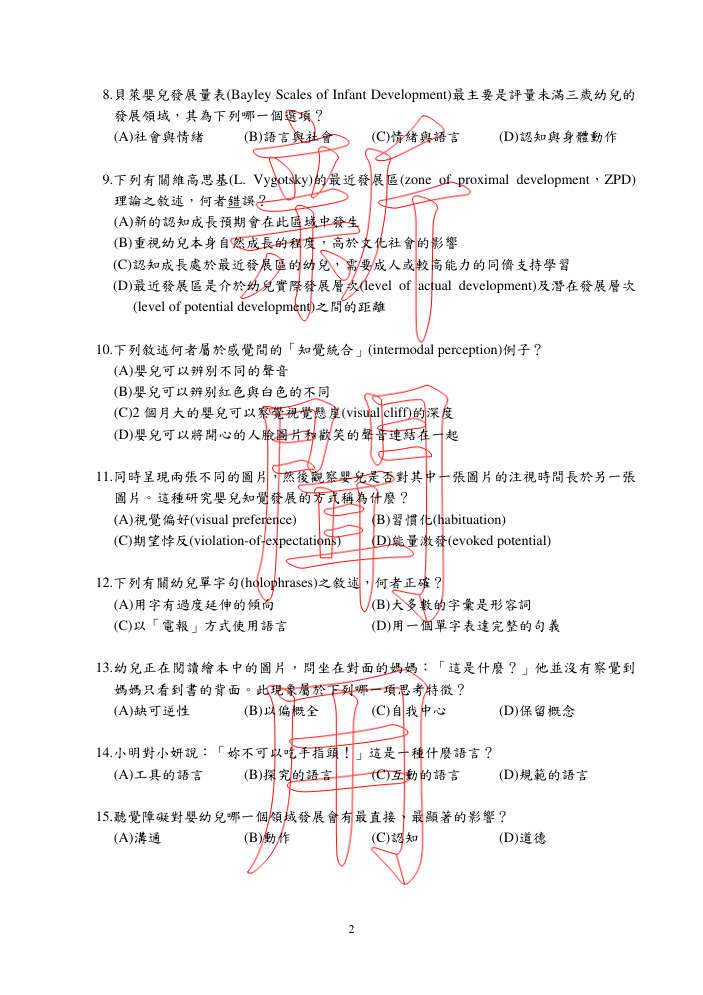 8.貝萊嬰兒發展量表(Bayley Scales of Infant Development)最主要是評量未滿三歲幼兒的
發展領域，其為下列哪一個選項？
(A)社會與情緒 (B)語言與社會 (C)情緒與語言 (D)認知與身體動作
9.下列有關維高思基(L. Vygotsky)的最近發展區(zone of proximal development，ZPD)
理論之敘述，何者錯誤？
(A)新的認知成長預期會在此區域中發生
(B)重視幼兒本身自然成長的程度，高於文化社會的影響
(C)認知成長處於最近發展區的幼兒，需要成人或較高能力的同儕支持學習
(D)最近發展區是介於幼兒實際發展層次(level of actual development)及潛在發展層次
(level of potential development)之間的距離
10.下列敘述何者屬於感覺間的「知覺統合」(intermodal perception)例子？
(A)嬰兒可以辨別不同的聲音
(B)嬰兒可以辨別紅色與白色的不同
(C)2 個月大的嬰兒可以察覺視覺懸崖(visual cliff)的深度
(D)嬰兒可以將開心的人臉圖片和歡笑的聲音連結在一起
11.同時呈現兩張不同的圖片，然後觀察嬰兒是否對其中一張圖片的注視時間長於另一張
圖片。這種研究嬰兒知覺發展的方式稱為什麼？
(A)視覺偏好(visual preference) (B)習慣化(habituation)
(C)期望悖反(violation-of-expectations) (D)能量激發(evoked potential)
12.下列有關幼兒單字句(holophrases)之敘述，何者正確？
(A)用字有過度延伸的傾向 (B)大多數的字彙是形容詞
(C)以「電報」方式使用語言 (D)用一個單字表達完整的句義
13.幼兒正在閱讀繪本中的圖片，問坐在對面的媽媽：「這是什麼？」他並沒有察覺到
媽媽只看到書的背面。此現象屬於下列哪一項思考特徵？
(A)缺可逆性 (B)以偏概全 (C)自我中心 (D)保留概念
14.小明對小妍說：「妳不可以吃手指頭！」這是一種什麼語言？
(A)工具的語言 (B)探究的語言 (C)互動的語言 (D)規範的語言
15.聽覺障礙對嬰幼兒哪一個領域發展會有最直接、最顯著的影響？
(A)溝通 (B)動作 (C)認知 (D)道德
2